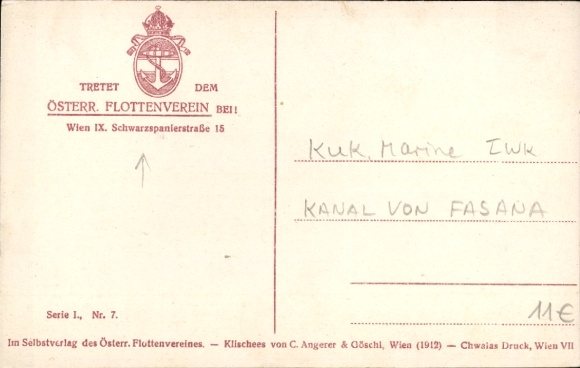 TRETET DEM
ÖSTERR. FLOTTENVEREIN BEI!
Wien IX. Schwarzspanierstraße 15
KuK. Marine IWK
KANAL VON FASANA
11€
Serie I., Nr. 7.
Im Selbstverlag des Österr. Flottenvereines. — Klischees von C. Angerer & Göschl, Wien (1912) — Chwalas Druck, Wien VII